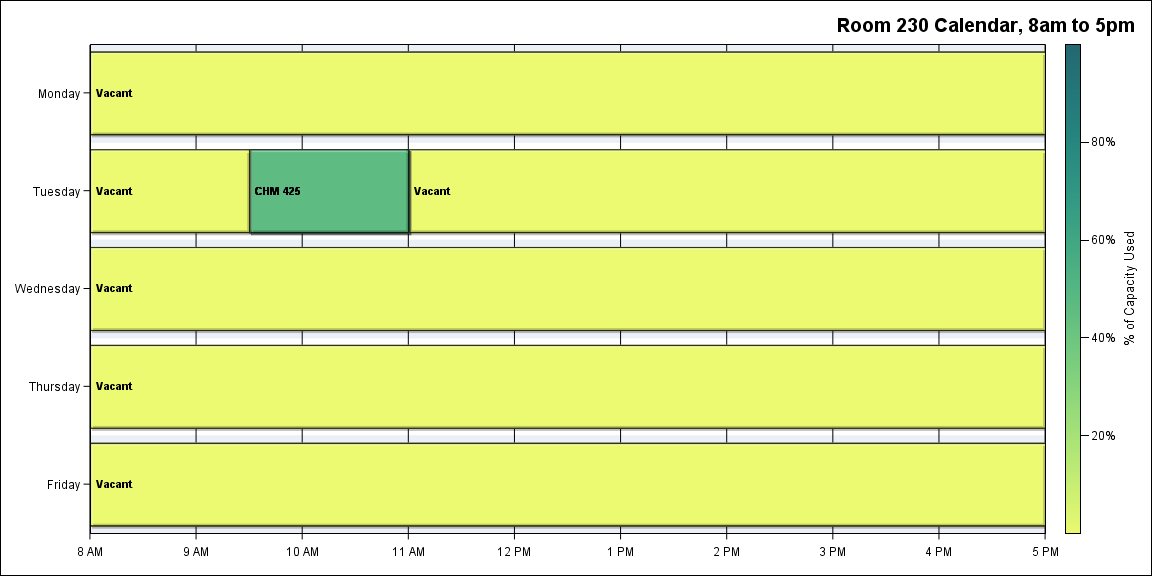 Room 230 Calendar, 8am to 5pm
Monday
Vacant
Tuesday
Vacant
CHM 425
Vacant
Wednesday
Vacant
Thursday
Vacant
Friday
Vacant
8 AM
9 AM
10 AM
11 AM
12 PM
1 PM
2 PM
3 PM
4 PM
5 PM
80%
60%
40%
20%
% of Capacity Used